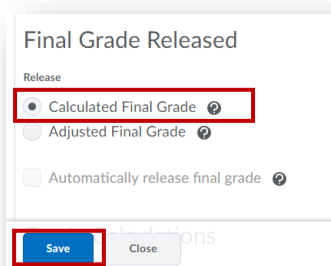 Final Grade Released
Release
Calculated Final Grade ?
Adjusted Final Grade ?
Automatically release final grade ?
Save Close